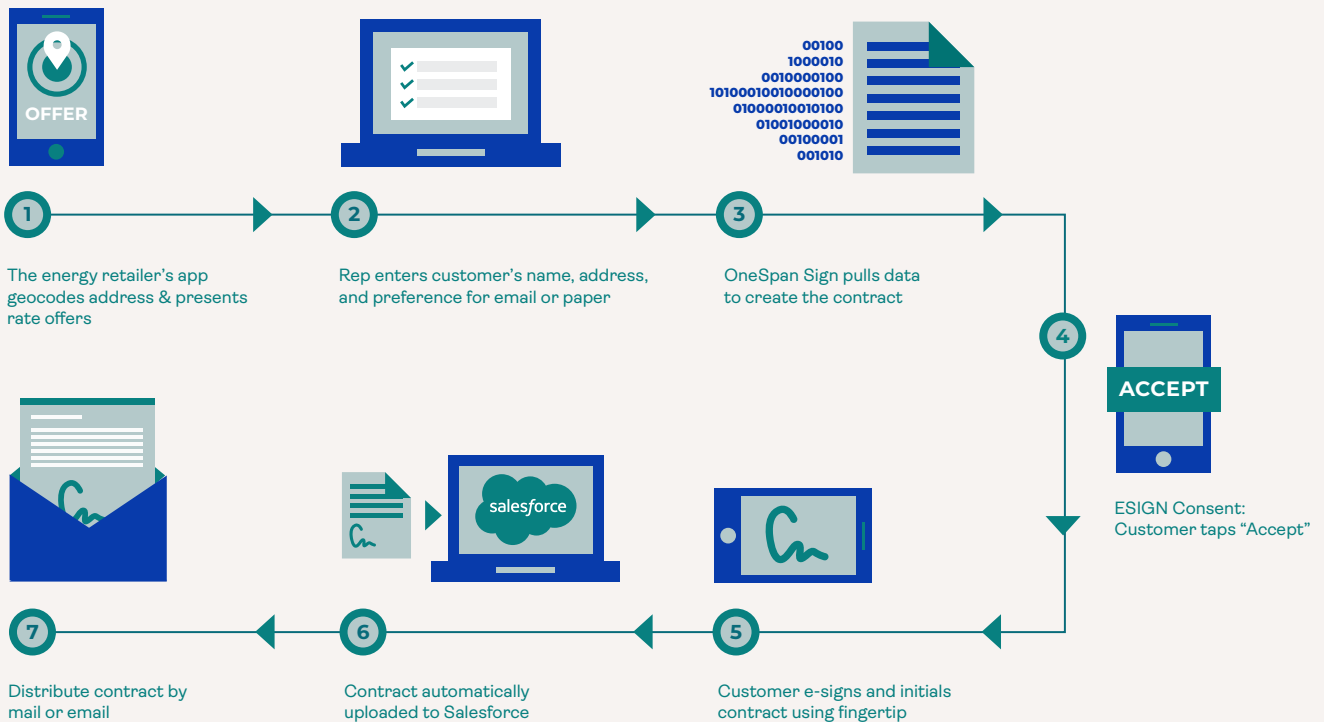 OFFER
00100
1000010
0010000100
10100010010000100
01000010010100
01001000010
00100001
001010
1
2
3
The energy retailer’s app
geocodes address & presents
rate offers
Rep enters customer’s name, address,
and preference for email or paper
OneSpan Sign pulls data
to create the contract
4
ACCEPT
ESIGN Consent:
Customer taps “Accept”
salesforce
5
Customer e-signs and initials
contract using fingertip
6
Contract automatically
uploaded to Salesforce
7
Distribute contract by
mail or email